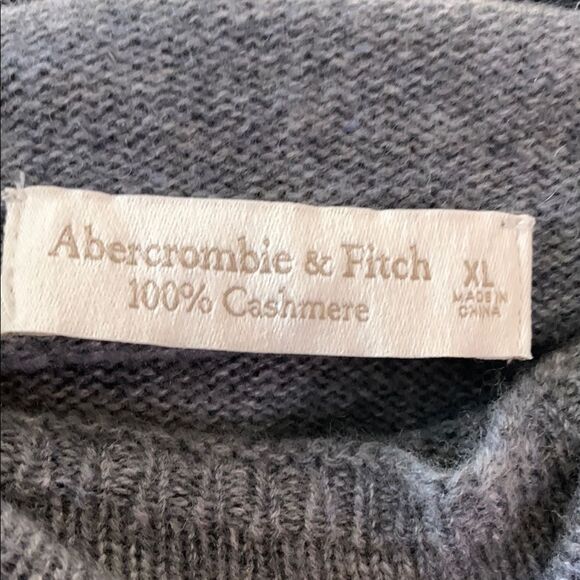 Abercrombie & Fitch
100% Cashmere
XL
MADE IN
CHINA